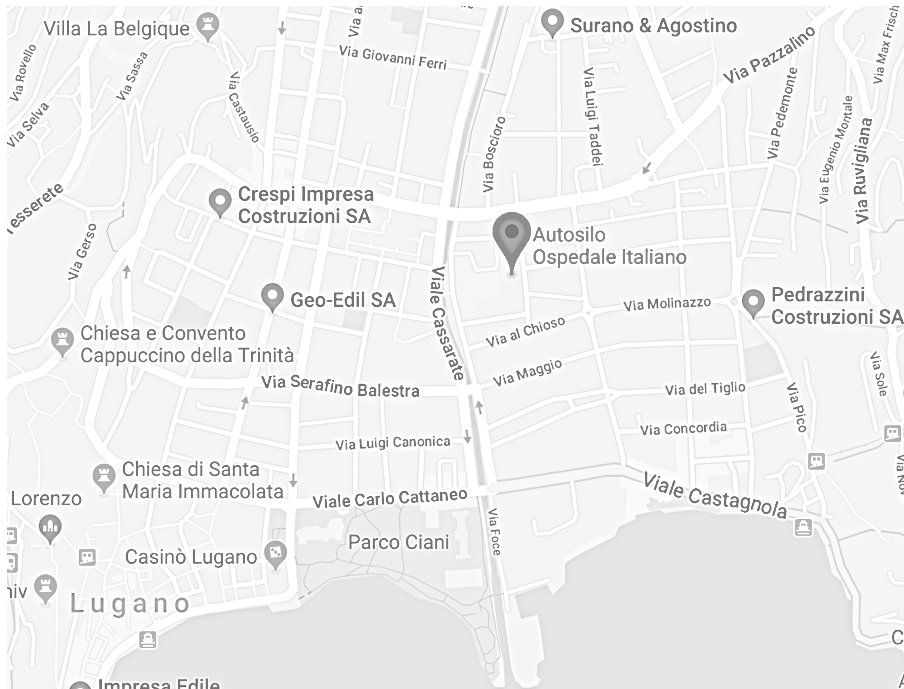 Villa La Belgique
Surano & Agostino
Via Giovanni Ferri
Via Pazzalino
Via Max Frisch
Via Rovello
Via Sassa
Via Castausio
Via Luigi Taddei
Via Selva
Via Boscioro
Via Pedemonte
Via Eugenio Montale
Via Ruvigliana
Crespi Impresa
Costruzioni SA
Via Gerso
Autosilo
Ospedale Italiano
Geo-Edil SA
Viale Cassarate
Via Molinazzo
Pedrazzini
Costruzioni SA
Chiesa e Convento
Cappuccino della Trinità
Via al Chioso
Via Maggio
Via Serafino Balestra
Via del Tiglio
Via Sole
Via Pico
Via Concordia
Via Luigi Canonica
Chiesa di Santa
Maria Immacolata
Lorenzo
Viale Carlo Cattaneo
Viale Castagnola
Via Foce
Parco Ciani
Casinò Lugano
Lugano
Impresa Edile